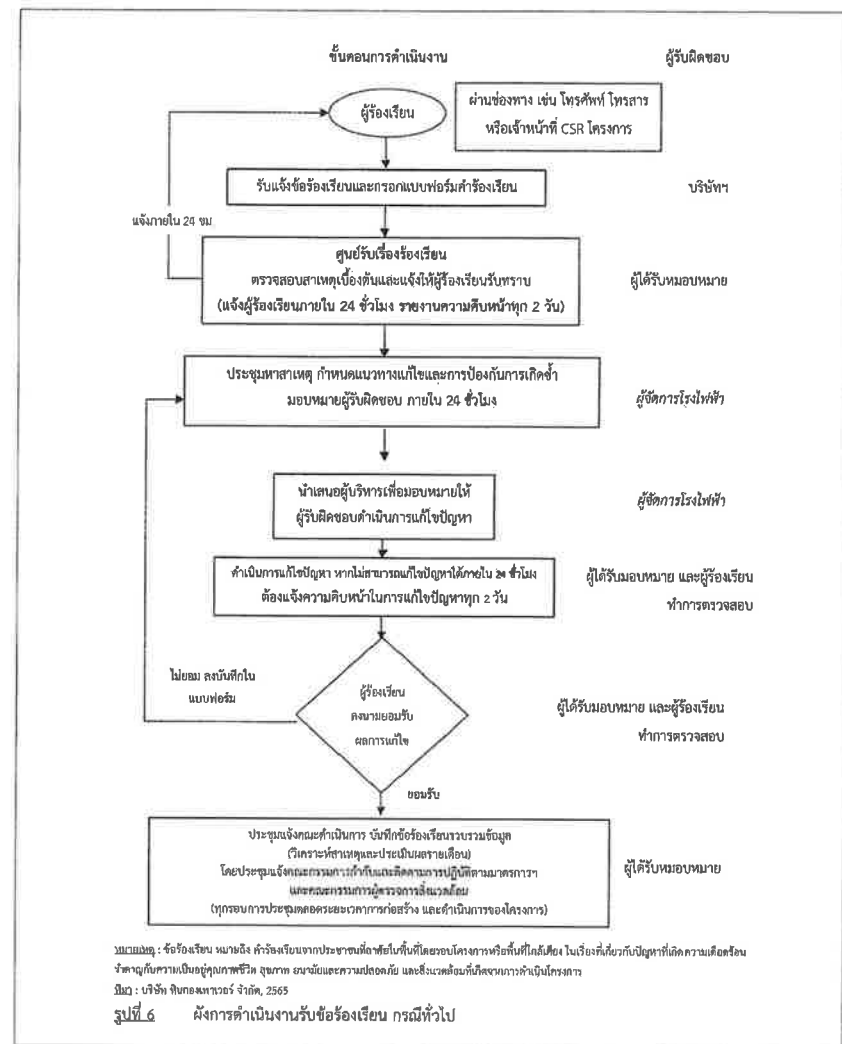 ขั้นตอนการดำเนินงาน ผู้รับผิดชอบ
ผู้ร้องเรียน
ผ่านช่องทาง เช่น โทรศัพท์ โทรสาร
หรือเจ้าหน้าที่ CSR โครงการ
รับแจ้งข้อร้องเรียนและกรอกแบบฟอร์มคำร้องเรียน
บริษัทฯ
แจ้งภายใน 24 ชม
ศูนย์รับเรื่องร้องเรียน
ตรวจสอบสาเหตุเบื้องต้นและแจ้งให้ผู้ร้องเรียนรับทราบ
(แจ้งผู้ร้องเรียนภายใน 24 ชั่วโมง รายงานความคืบหน้าทุก 2 วัน)
ผู้ได้รับหมอบหมาย
ประชุมหาสาเหตุ กำหนดแนวทางแก้ไขและการป้องกันการเกิดซ้ำ
มอบหมายผู้รับผิดชอบ ภายใน 24 ชั่วโมง
ผู้จัดการโรงไฟฟ้า
นำเสนอผู้บริหารเพื่อมอบหมายให้
ผู้รับผิดชอบดำเนินการแก้ไขปัญหา
ผู้จัดการโรงไฟฟ้า
ดำเนินการแก้ไขปัญหา หากไม่สามารถแก้ไขปัญหาได้ภายใน 24 ชั่วโมง
ต้องแจ้งความคืบหน้าในการแก้ไขปัญหาทุก 2 วัน
ผู้ได้รับมอบหมาย และผู้ร้องเรียน
ทำการตรวจสอบ
ไม่ยอม ลงบันทึกใน
แบบฟอร์ม
ผู้ร้องเรียน
ลงนามยอมรับ
ผลการแก้ไข
ผู้ได้รับมอบหมาย และผู้ร้องเรียน
ทำการตรวจสอบ
ยอมรับ
ประชุมแจ้งคณะดำเนินการ บันทึกข้อร้องเรียนรวบรวมข้อมูล
(วิเคราะห์สาเหตุและประเมินผลรายเดือน)
โดยประชุมแจ้งคณะกรรมการกำกับและติดตามการปฏิบัติตามมาตรการฯ
และคณะกรรมการผู้ตรวจการสิ่งแวดล้อม
(ทุกรอบการประชุมตลอดระยะเวลาการก่อสร้าง และดำเนินการของโครงการ)
ผู้ได้รับหมอบหมาย
หมายเหตุ : ข้อร้องเรียน หมายถึง คำร้องเรียนจากประชาชนที่อาศัยในพื้นที่โดยรอบโครงการหรือพื้นที่ใกล้เคียง ในเรื่องที่เกี่ยวกับปัญหาที่เกิดความเดือดร้อน
รำคาญกับความเป็นอยู่คุณภาพชีวิต สุขภาพ อนามัยและความปลอดภัย และสิ่งแวดล้อมที่เกิดจากการดำเนินโครงการ
ที่มา : บริษัท หินกองเพาเวอร์ จำกัด, 2565
รูปที่ 6 ผังการดำเนินงานรับข้อร้องเรียน กรณีทั่วไป